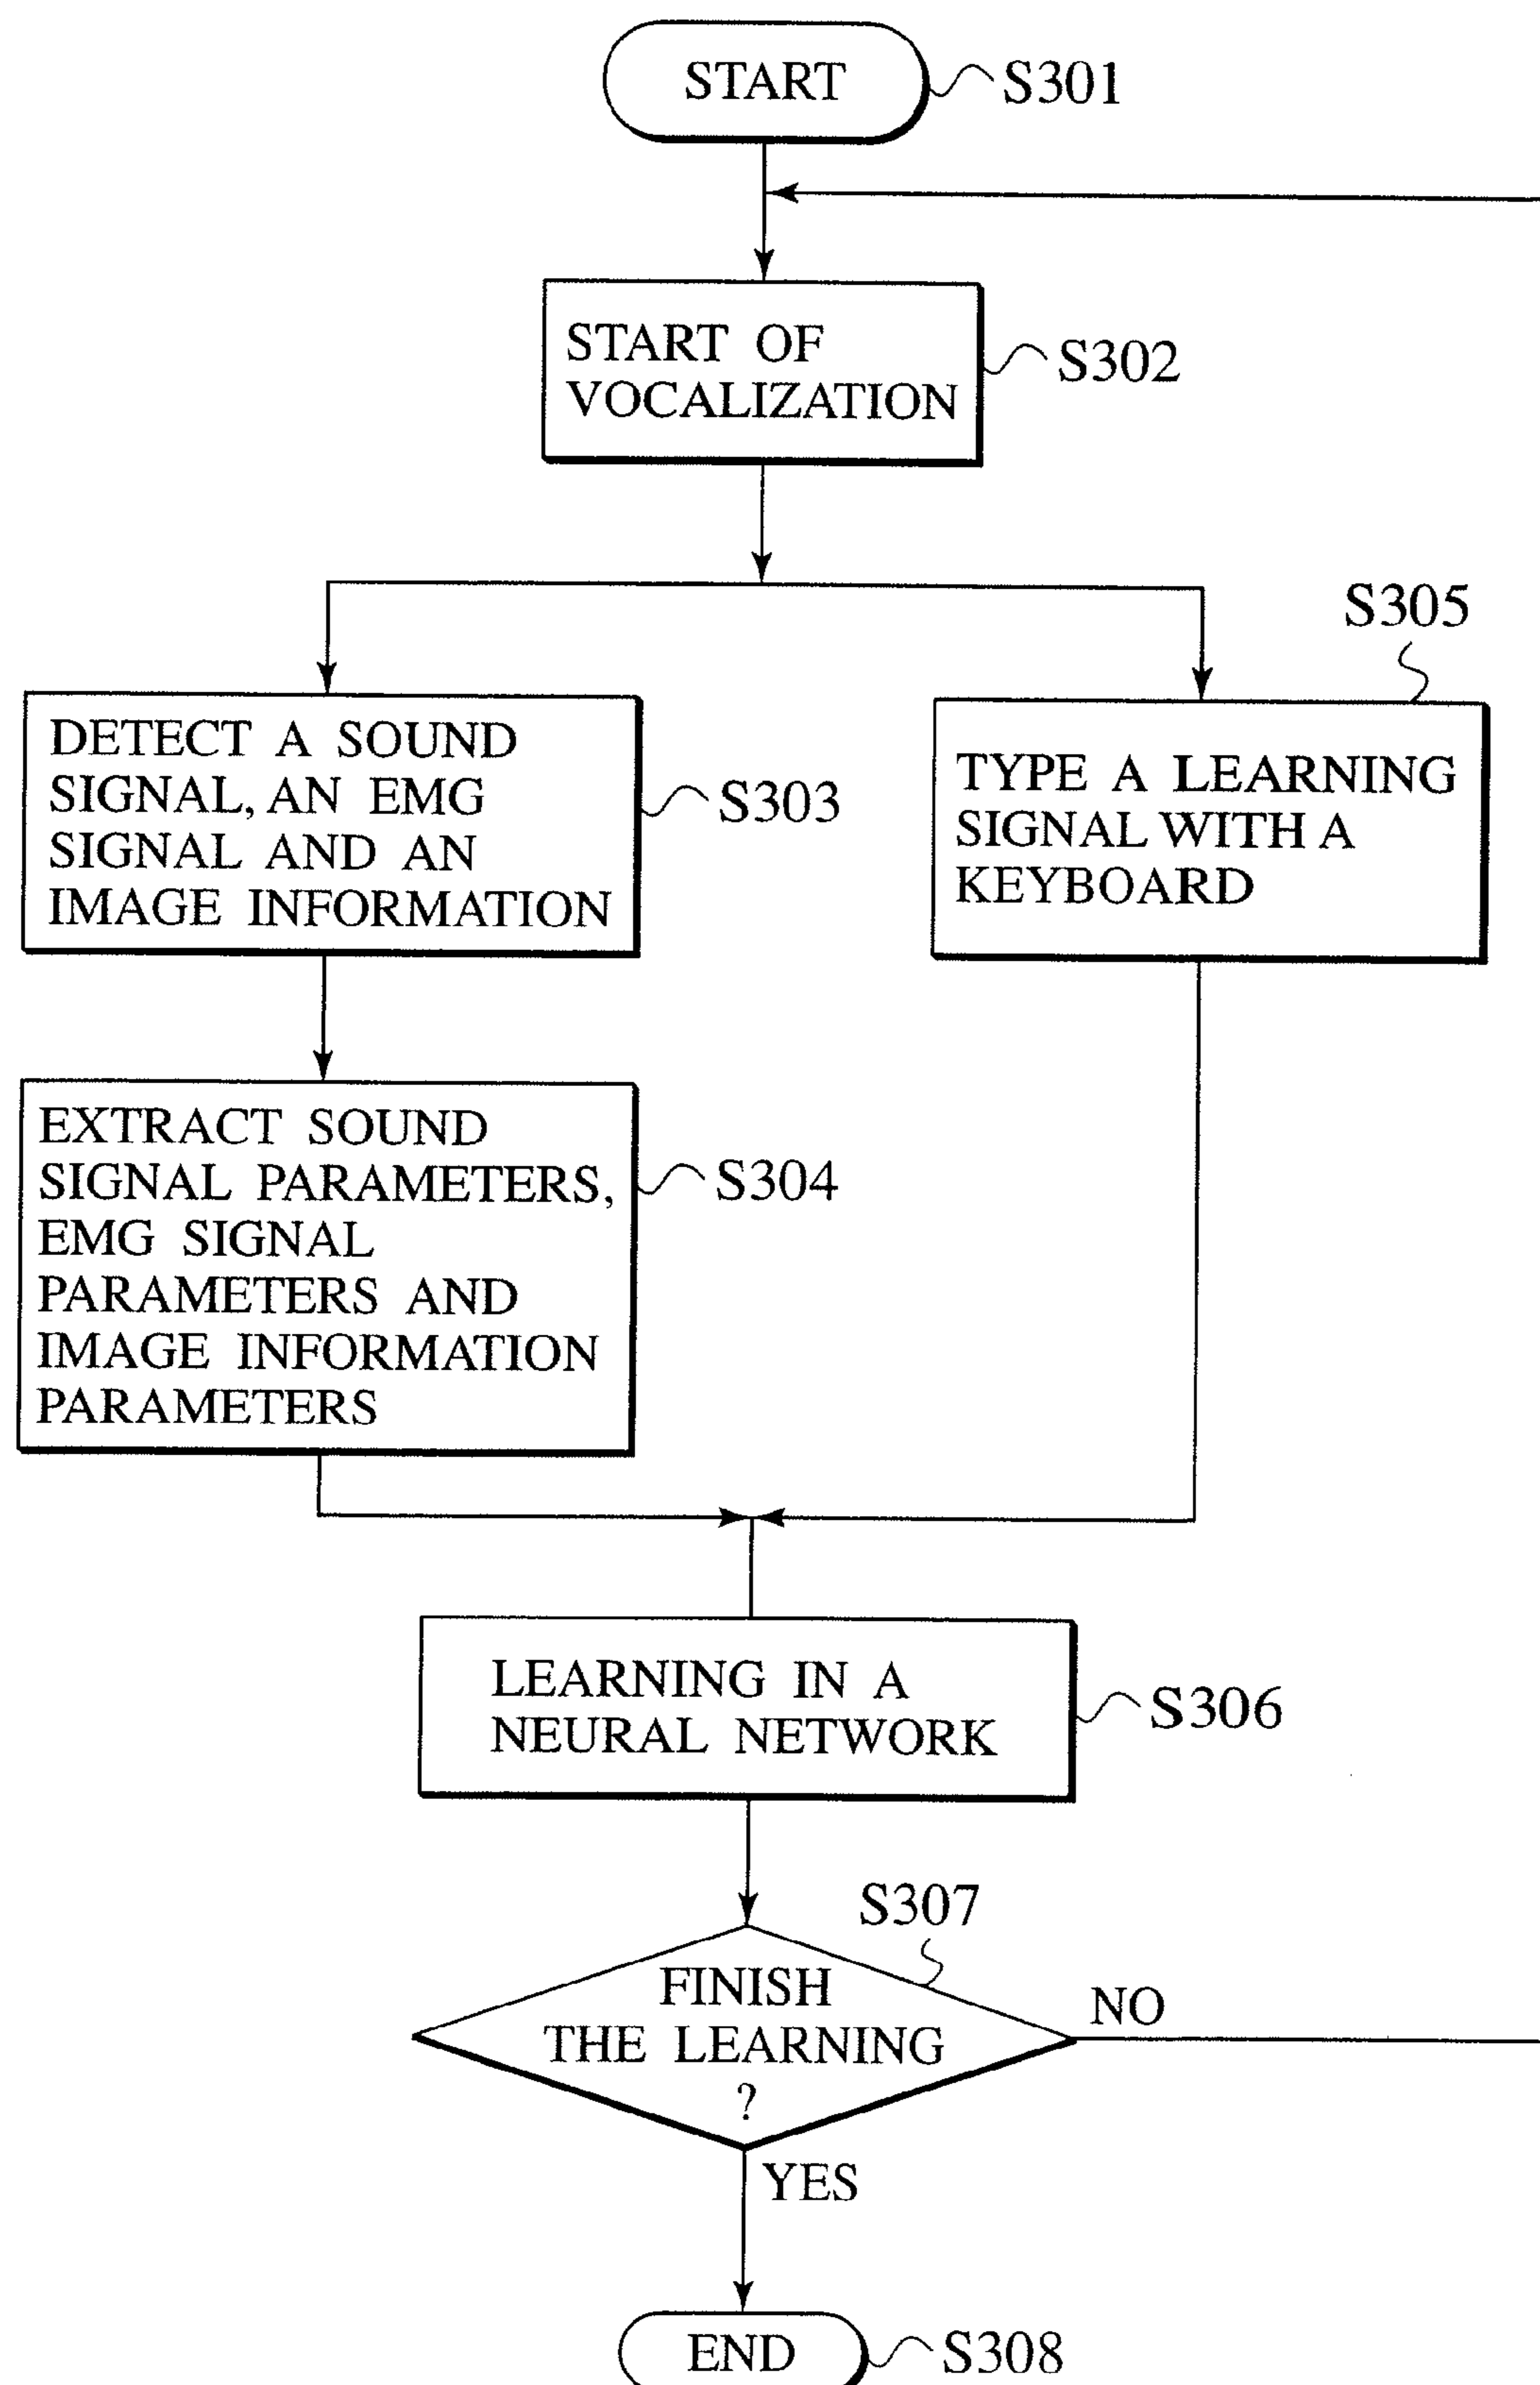 START
S301
START OF
VOCALIZATION
S302
S305
DETECT A SOUND
SIGNAL, AN EMG
SIGNAL AND AN
IMAGE INFORMATION
S303
TYPE A LEARNING
SIGNAL WITH A
KEYBOARD
EXTRACT SOUND
SIGNAL PARAMETERS,
EMG SIGNAL
PARAMETERS AND
IMAGE INFORMATION
PARAMETERS
S304
LEARNING IN A
NEURAL NETWORK
S306
S307
FINISH
THE LEARNING
?
NO
YES
END
S308